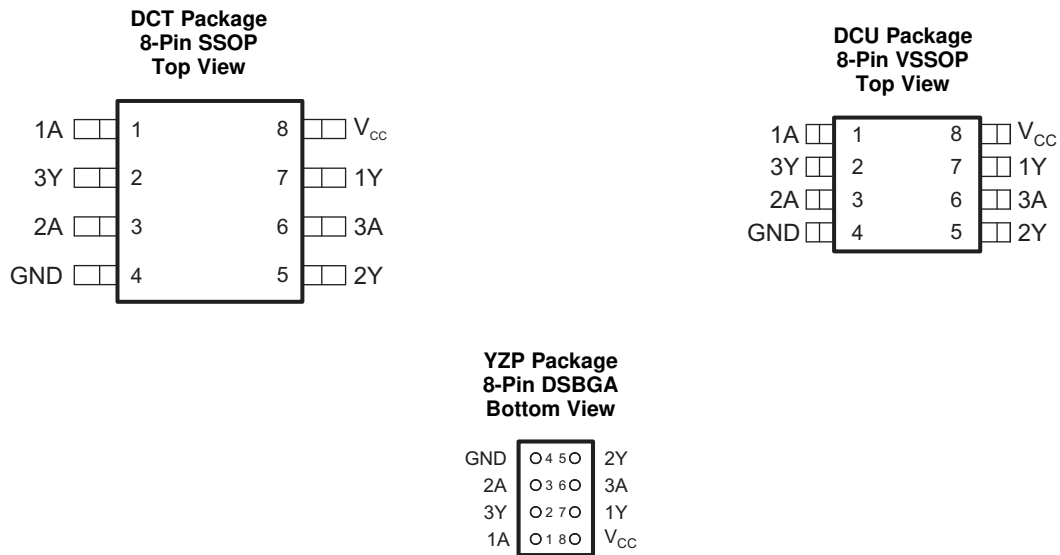 DCT Package
8-Pin SSOP
Top View
1A 1 8 VCC
3Y 2 7 1Y
2A 3 6 3A
GND 4 5 2Y
DCU Package
8-Pin VSSOP
Top View
1A 1 8 VCC
3Y 2 7 1Y
2A 3 6 3A
GND 4 5 2Y
YZP Package
8-Pin DSBGA
Bottom View
GND 4 5 2Y
2A 3 6 3A
3Y 2 7 1Y
1A 1 8 VCC